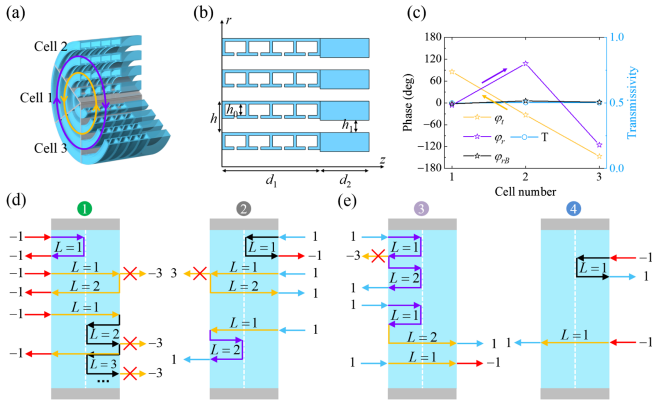 (a)
Cell 2
Cell 1
Cell 3
(b)
r
h
h₀
h₁
z
d₁
d₂
(c)
Phase (deg)
180
120
60
0
−60
−120
−180
φt
φr
T
φrB
1
2
3
Cell number
1.0
0.5
0.0
Transmissivity
(d)
1
−1
−1
L = 1
−1
L = 1
−3
−1
L = 2
−3
−1
L = 1
L = 2
−3
−1
L = 3
−3
...
2
1
L = 1
−1
3
L = 1
1
L = 2
1
L = 1
1
L = 2
1
(e)
3
1
L = 1
−3
L = 2
1
1
L = 1
L = 2
1
1
L = 1
−1
4
−1
L = 1
1
1
L = 1
−1